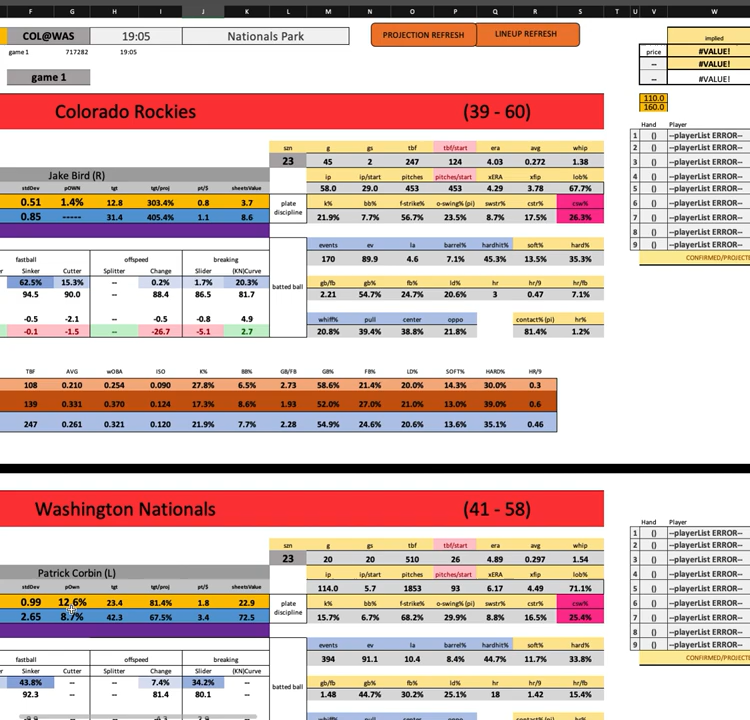 F G H I J K L M N O P Q R S T U V W
COL@WAS 19:05 Nationals Park PROJECTION REFRESH LINEUP REFRESH
game 1 717282 19:05
implied
price #VALUE!
-- #VALUE!
-- #VALUE!
game 1
110.0
160.0
Colorado Rockies (39 - 60)
Hand Player
1 () --playerList ERROR--
2 () --playerList ERROR--
3 () --playerList ERROR--
4 () --playerList ERROR--
5 () --playerList ERROR--
6 () --playerList ERROR--
7 () --playerList ERROR--
8 () --playerList ERROR--
9 () --playerList ERROR--
CONFIRMED/PROJECTE
szn g gs tbf tbf/start era avg whip
23 45 2 247 124 4.03 0.272 1.38
Jake Bird (R)
ip ip/start pitches pitches/start xERA xfip lob%
58.0 29.0 453 453 4.29 3.78 67.7%
stdDev pOWN tgt tgt/proj pt/$ sheetsValue
0.51 1.4% 12.8 303.4% 0.8 3.7
0.85 ----- 31.4 405.4% 1.1 8.6
plate discipline
k% bb% f-strike% o-swing% (pi) swstr% cstr% csw%
21.9% 7.7% 56.7% 23.5% 8.7% 17.5% 26.3%
events ev la barrel% hardhit% soft% hard%
170 89.9 4.6 7.1% 45.3% 13.5% 35.3%
fastball offspeed breaking
Sinker Cutter Splitter Change Slider (KN)Curve
62.5% 15.3% -- 0.2% 1.7% 20.3%
94.5 90.0 -- 88.4 86.5 81.7
-0.5 -2.1 -- -0.5 -0.8 4.9
-0.1 -1.5 -- -26.7 -5.1 2.7
batted ball
gb/fb gb% fb% ld% hr hr/9 hr/fb
2.21 54.7% 24.7% 20.6% 3 0.47 7.1%
whiff% pull center oppo contact% (pi) hr%
20.8% 39.4% 38.8% 21.8% 81.4% 1.2%
TBF AVG wOBA ISO K% BB% GB/FB GB% FB% LD% SOFT% HARD% HR/9
108 0.210 0.254 0.090 27.8% 6.5% 2.73 58.6% 21.4% 20.0% 14.3% 30.0% 0.3
139 0.331 0.370 0.124 17.3% 8.6% 1.93 52.0% 27.0% 21.0% 13.0% 39.0% 0.6
247 0.261 0.321 0.120 21.9% 7.7% 2.28 54.9% 24.6% 20.6% 13.6% 35.1% 0.46
Washington Nationals (41 - 58)
Hand Player
1 () --playerList ERROR--
2 () --playerList ERROR--
3 () --playerList ERROR--
4 () --playerList ERROR--
5 () --playerList ERROR--
6 () --playerList ERROR--
7 () --playerList ERROR--
8 () --playerList ERROR--
9 () --playerList ERROR--
CONFIRMED/PROJECTE
szn g gs tbf tbf/start era avg whip
23 20 20 510 26 4.89 0.297 1.54
Patrick Corbin (L)
ip ip/start pitches pitches/start xERA xfip lob%
114.0 5.7 1853 93 6.17 4.49 71.1%
stdDev pOwn tgt tgt/proj pt/$ sheetsValue
0.99 12.6% 23.4 81.4% 1.8 22.9
2.65 8.7% 42.3 67.5% 3.4 72.5
plate discipline
k% bb% f-strike% o-swing% (pi) swstr% cstr% csw%
15.7% 6.7% 68.2% 29.9% 8.8% 16.5% 25.4%
events ev la barrel% hardhit% soft% hard%
394 91.1 10.4 8.4% 44.7% 11.7% 33.8%
fastball offspeed breaking
Sinker Cutter Splitter Change Slider (KN)Curve
43.8% -- -- 7.4% 34.2% --
92.3 -- -- 81.4 80.1 --
batted ball
gb/fb gb% fb% ld% hr hr/9 hr/fb
1.48 44.7% 30.2% 25.1% 18 1.42 15.4%
whiff% pull center oppo contact% (pi) hr%